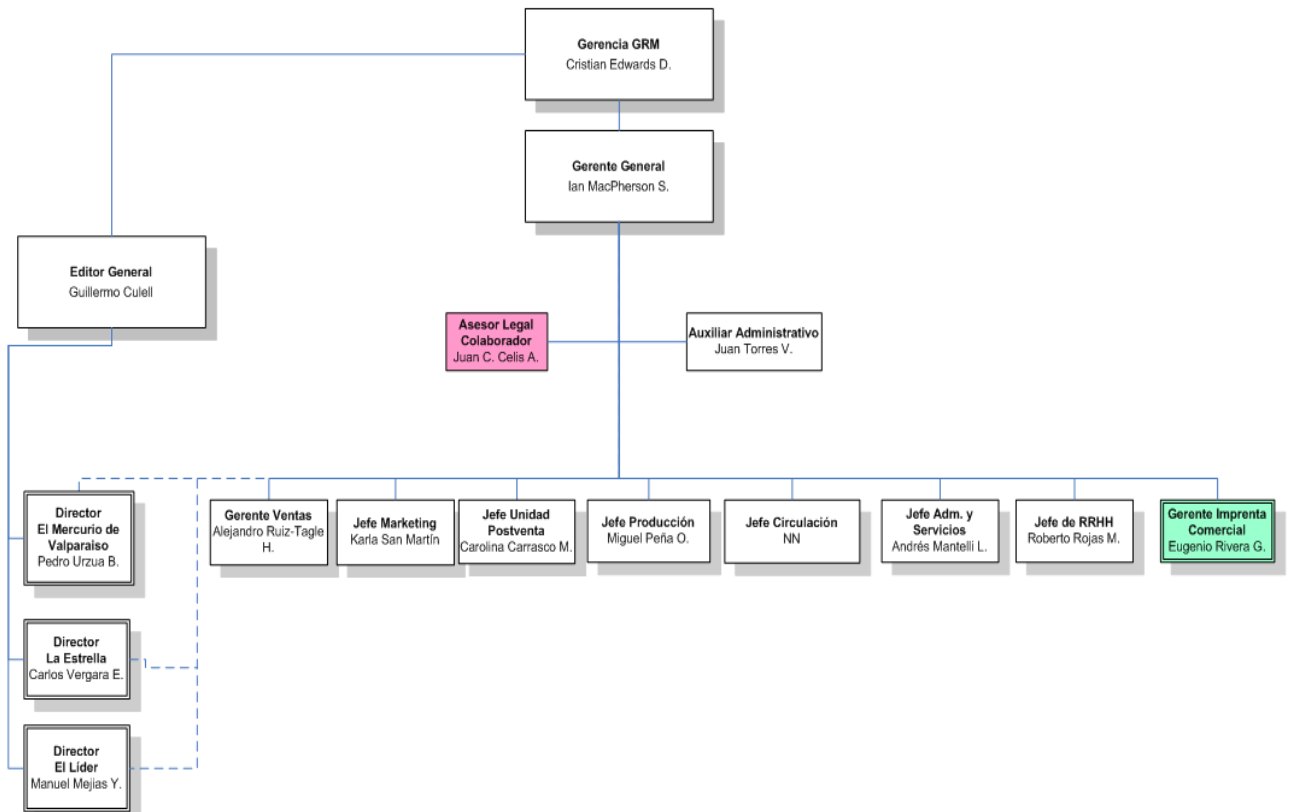 Gerencia GRM
Cristian Edwards D.
Gerente General
Ian MacPherson S.
Editor General
Guillermo Culell
Asesor Legal
Colaborador
Juan C. Celis A.
Auxiliar Administrativo
Juan Torres V.
Director
El Mercurio de
Valparaiso
Pedro Urzua B.
Gerente Ventas
Alejandro Ruiz-Tagle
H.
Jefe Marketing
Karla San Martín
Jefe Unidad
Postventa
Carolina Carrasco M.
Jefe Producción
Miguel Peña O.
Jefe Circulación
NN
Jefe Adm. y
Servicios
Andrés Mantelli L.
Jefe de RRHH
Roberto Rojas M.
Gerente Imprenta
Comercial
Eugenio Rivera G.
Director
La Estrella
Carlos Vergara E.
Director
El Líder
Manuel Mejias Y.